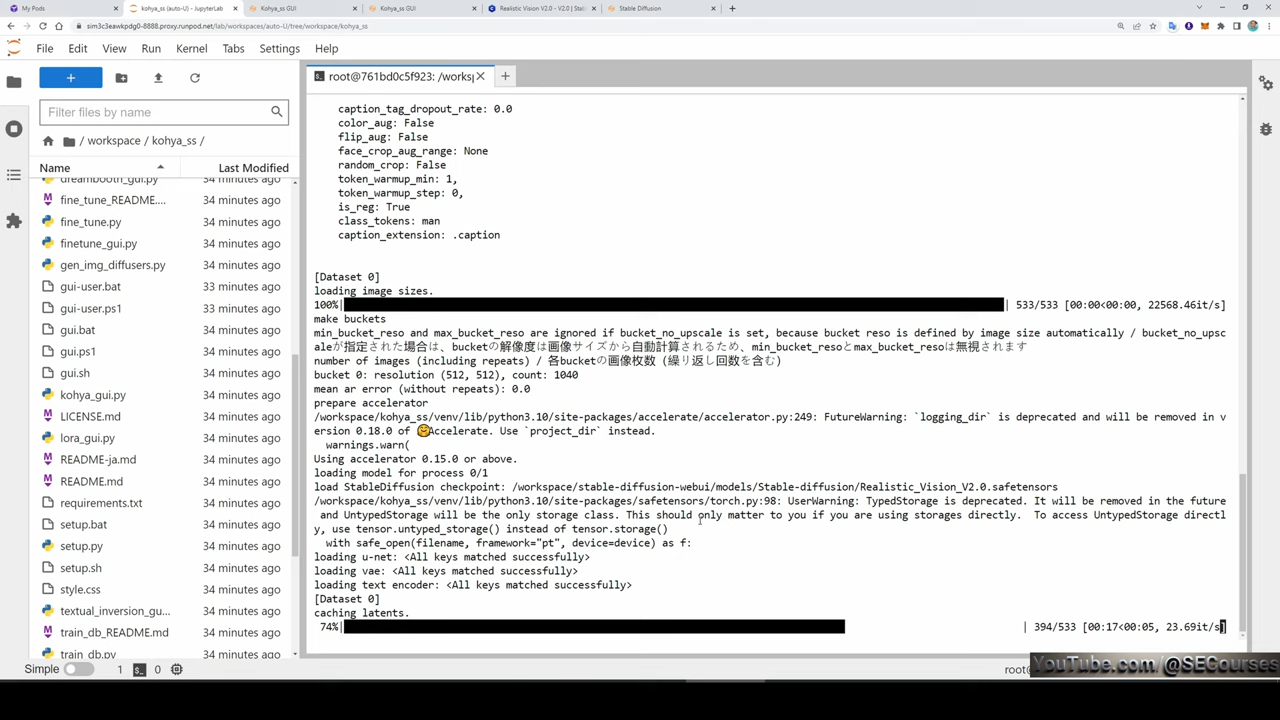 My Pods
kohya_ss (auto-U) - JupyterLab
Kohya_ss GUI
Kohya_ss GUI
Realistic Vision V2.0 - V2.0 | Stab
Stable Diffusion
sim3c3eawkpgd0-8888.proxy.runpod.net/lab/workspaces/auto-U/tree/workspace/kohya_ss
File Edit View Run Kernel Tabs Settings Help
root@761bd0c5f923: /works
Filter files by name
/ workspace / kohya_ss /
Name Last Modified
dreambooth_gui.py 34 minutes ago
fine_tune_README.... 34 minutes ago
fine_tune.py 34 minutes ago
finetune_gui.py 34 minutes ago
gen_img_diffusers.py 34 minutes ago
gui-user.bat 33 minutes ago
gui-user.ps1 34 minutes ago
gui.bat 34 minutes ago
gui.ps1 34 minutes ago
gui.sh 34 minutes ago
kohya_gui.py 34 minutes ago
LICENSE.md 34 minutes ago
lora_gui.py 34 minutes ago
README-ja.md 34 minutes ago
README.md 34 minutes ago
requirements.txt 34 minutes ago
setup.bat 34 minutes ago
setup.py 34 minutes ago
setup.sh 34 minutes ago
style.css 34 minutes ago
textual_inversion_gu... 34 minutes ago
train_db_README.md 34 minutes ago
train_db.py 34 minutes ago
caption_tag_dropout_rate: 0.0
color_aug: False
flip_aug: False
face_crop_aug_range: None
random_crop: False
token_warmup_min: 1,
token_warmup_step: 0,
is_reg: True
class_tokens: man
caption_extension: .caption
[Dataset 0]
loading image sizes.
100%| | 533/533 [00:00<00:00, 22568.46it/s]
make buckets
min_bucket_reso and max_bucket_reso are ignored if bucket_no_upscale is set, because bucket reso is defined by image size automatically / bucket_no_upsc
aleが指定された場合は、bucketの解像度は画像サイズから自動計算されるため、min_bucket_resoとmax_bucket_resoは無視されます
number of images (including repeats) / 各bucketの画像枚数（繰り返し回数を含む）
bucket 0: resolution (512, 512), count: 1040
mean ar error (without repeats): 0.0
prepare accelerator
/workspace/kohya_ss/venv/lib/python3.10/site-packages/accelerate/accelerator.py:249: FutureWarning: `logging_dir` is deprecated and will be removed in v
ersion 0.18.0 of 🤗 Accelerate. Use `project_dir` instead.
warnings.warn(
Using accelerator 0.15.0 or above.
loading model for process 0/1
load StableDiffusion checkpoint: /workspace/stable-diffusion-webui/models/Stable-diffusion/Realistic_Vision_V2.0.safetensors
/workspace/kohya_ss/venv/lib/python3.10/site-packages/safetensors/torch.py:98: UserWarning: TypedStorage is deprecated. It will be removed in the future
and UntypedStorage will be the only storage class. This should only matter to you if you are using storages directly.  To access UntypedStorage directl
y, use tensor.untyped_storage() instead of tensor.storage()
with safe_open(filename, framework="pt", device=device) as f:
loading u-net: <All keys matched successfully>
loading vae: <All keys matched successfully>
loading text encoder: <All keys matched successfully>
[Dataset 0]
caching latents.
74%| | 394/533 [00:17<00:05, 23.69it/s]
Simple 1 0
root@
YouTube.com/@SECourses